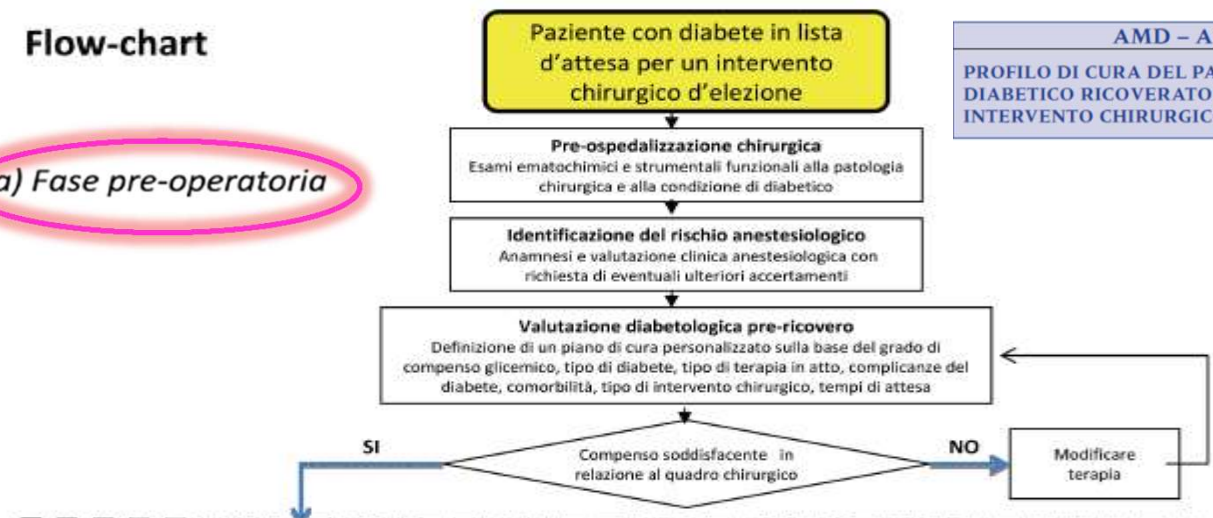 Flow-chart
a) Fase pre-operatoria
Paziente con diabete in lista
d'attesa per un intervento
chirurgico d'elezione
AMD – A
PROFILO DI CURA DEL PA
DIABETICO RICOVERATO
INTERVENTO CHIRURGIC
Pre-ospedalizzazione chirurgica
Esami ematochimici e strumentali funzionali alla patologia
chirurgica e alla condizione di diabetico
Identificazione del rischio anestesiologico
Anamnesi e valutazione clinica anestesiologica con
richiesta di eventuali ulteriori accertamenti
Valutazione diabetologica pre-ricovero
Definizione di un piano di cura personalizzato sulla base del grado di
compenso glicemico, tipo di diabete, tipo di terapia in atto, complicanze del
diabete, comorbilità, tipo di intervento chirurgico, tempi di attesa
SI
Compenso soddisfacente in
relazione al quadro chirurgico
NO
Modificare
terapia